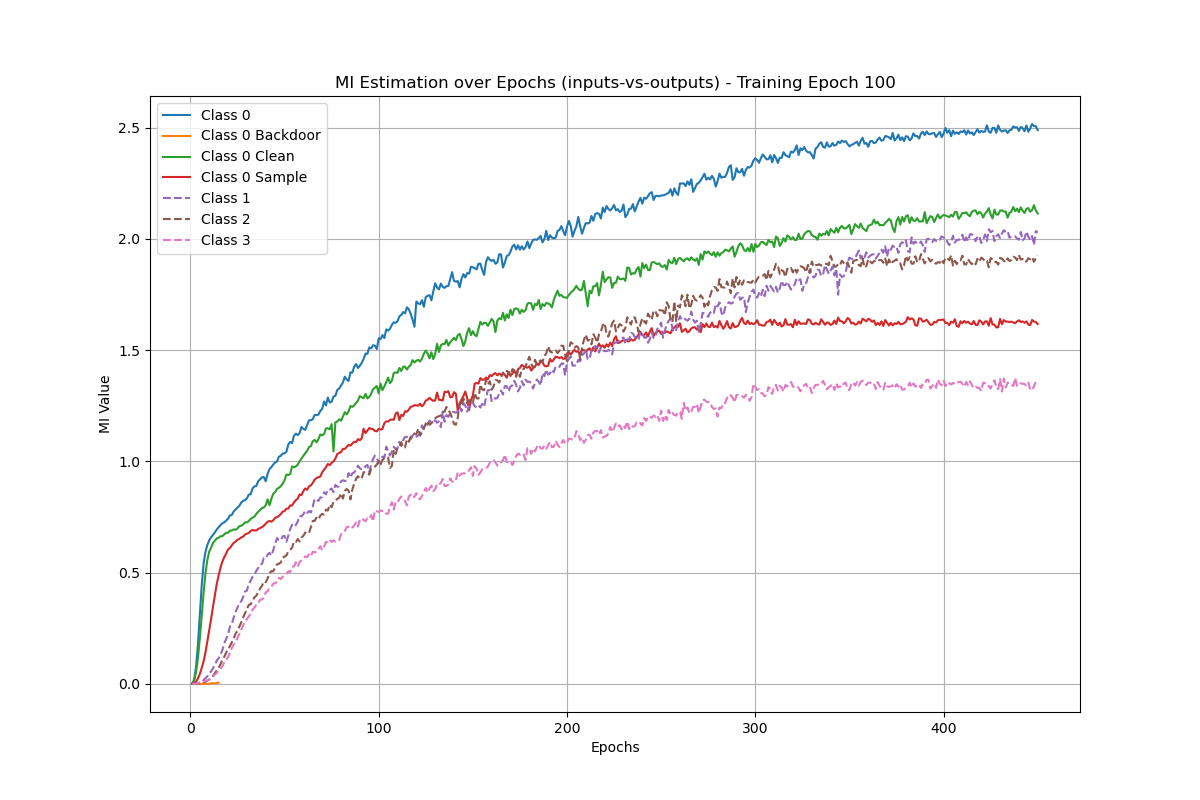 MI Estimation over Epochs (inputs-vs-outputs) - Training Epoch 100
Class 0
Class 0 Backdoor
Class 0 Clean
Class 0 Sample
Class 1
Class 2
Class 3
2.5
2.0
1.5
1.0
0.5
0.0
MI Value
0 100 200 300 400
Epochs